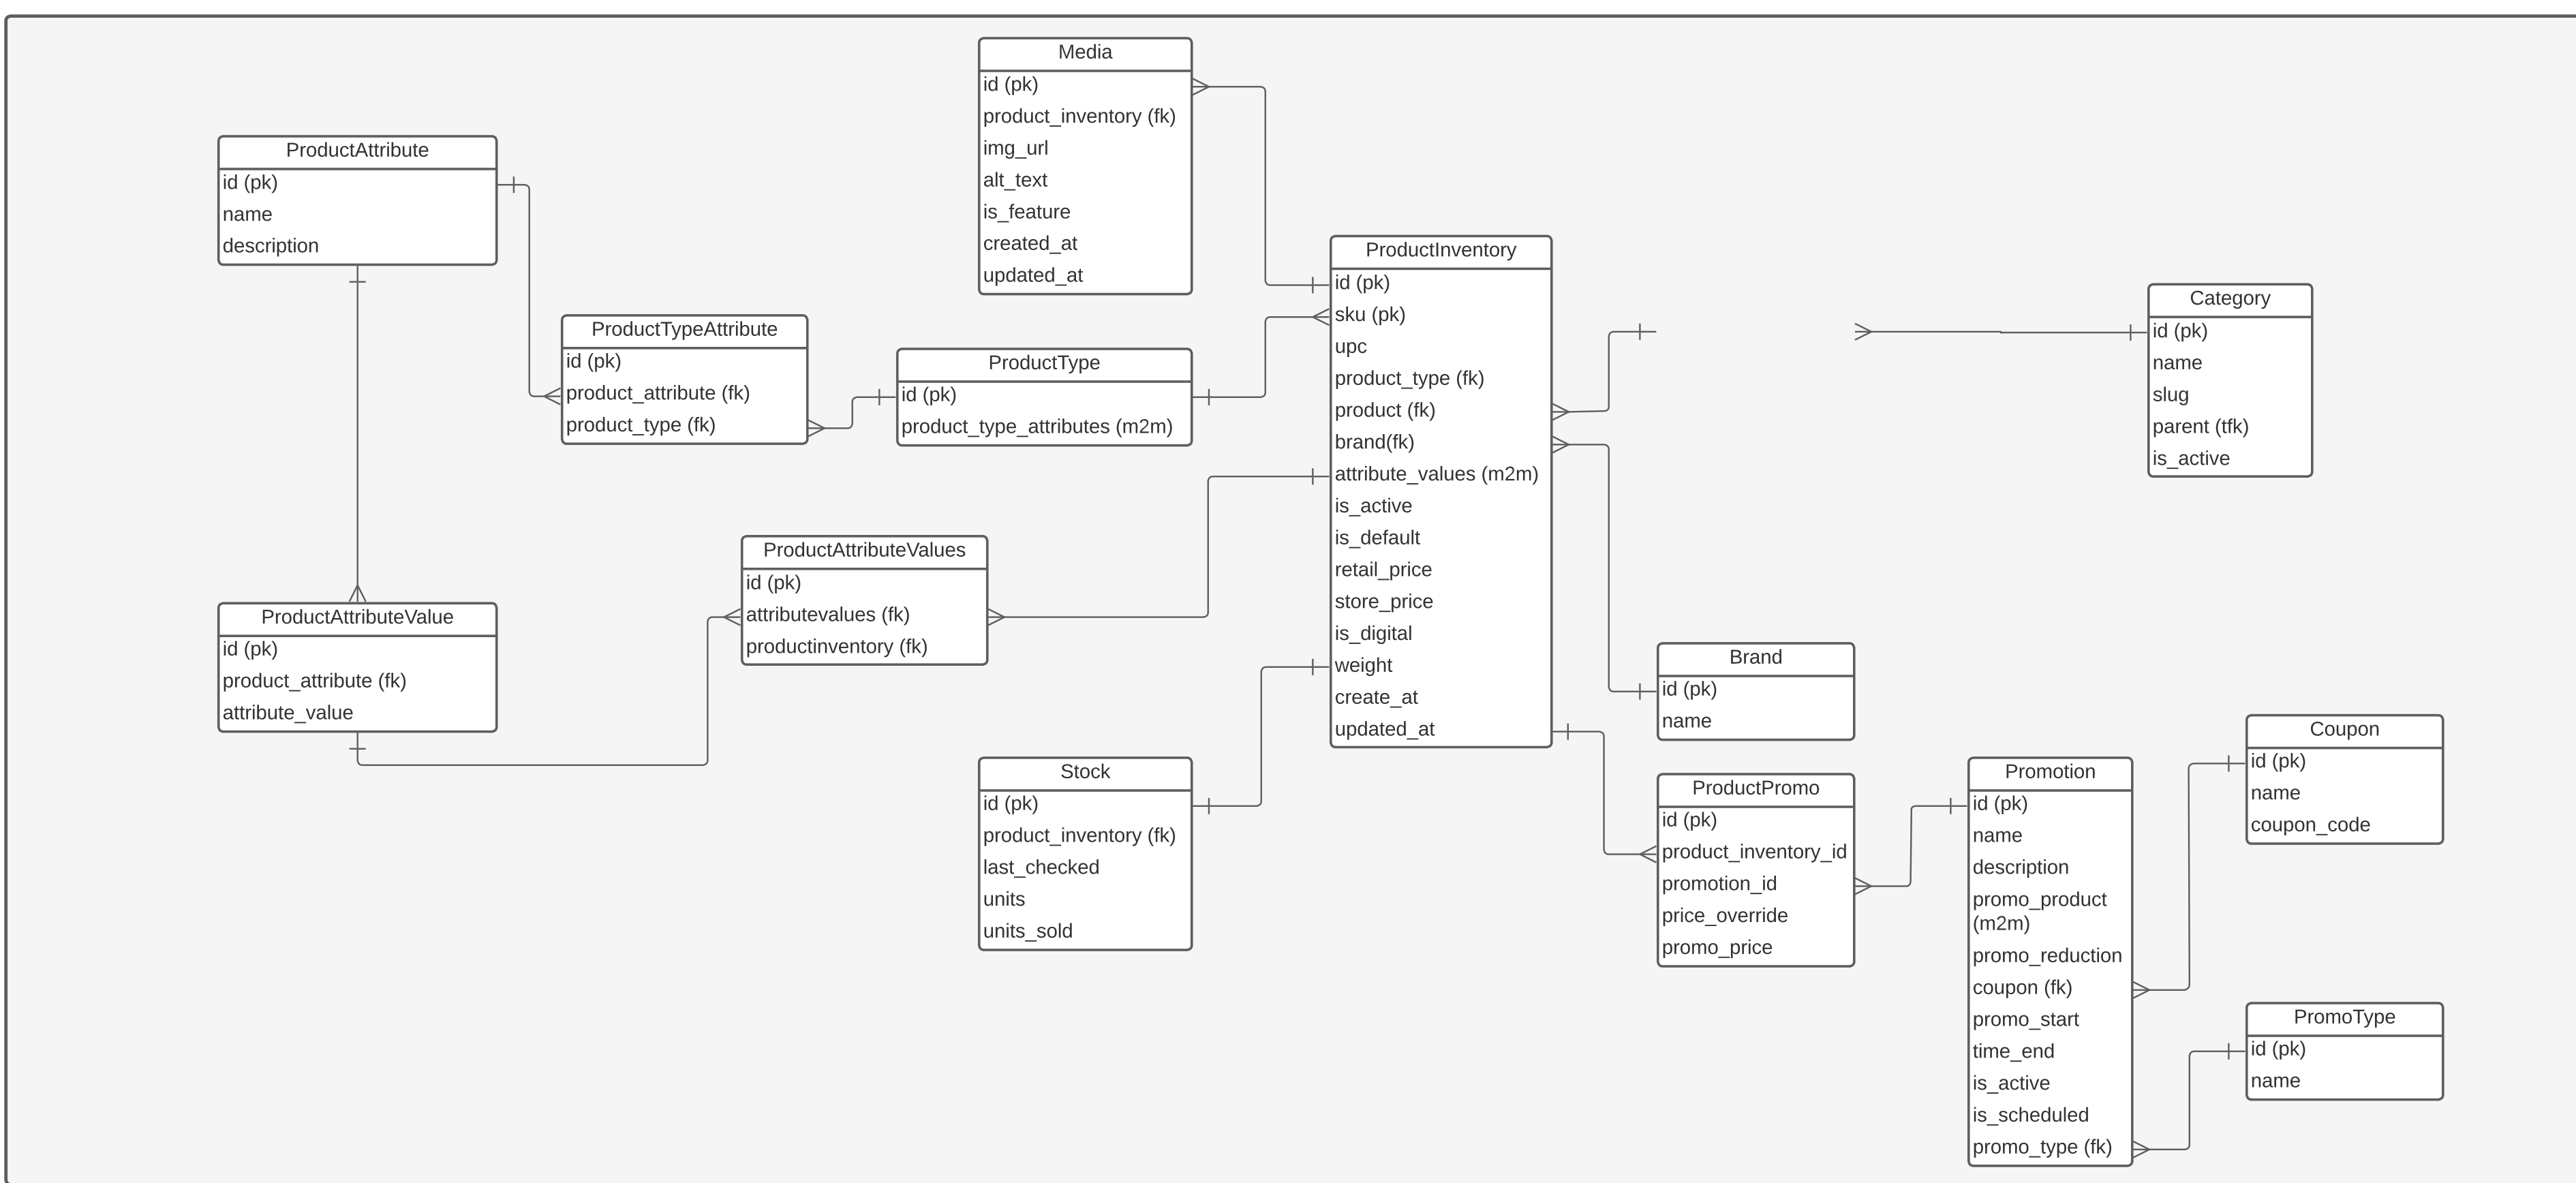 Media
id (pk)
product_inventory (fk)
img_url
alt_text
is_feature
created_at
updated_at
ProductAttribute
id (pk)
name
description
ProductInventory
id (pk)
sku (pk)
upc
product_type (fk)
product (fk)
brand(fk)
attribute_values (m2m)
is_active
is_default
retail_price
store_price
is_digital
weight
create_at
updated_at
Category
id (pk)
name
slug
parent (tfk)
is_active
ProductTypeAttribute
id (pk)
product_attribute (fk)
product_type (fk)
ProductType
id (pk)
product_type_attributes (m2m)
ProductAttributeValues
id (pk)
attributevalues (fk)
productinventory (fk)
ProductAttributeValue
id (pk)
product_attribute (fk)
attribute_value
Brand
id (pk)
name
Stock
id (pk)
product_inventory (fk)
last_checked
units
units_sold
ProductPromo
id (pk)
product_inventory_id
promotion_id
price_override
promo_price
Promotion
id (pk)
name
description
promo_product
(m2m)
promo_reduction
coupon (fk)
promo_start
time_end
is_active
is_scheduled
promo_type (fk)
Coupon
id (pk)
name
coupon_code
PromoType
id (pk)
name